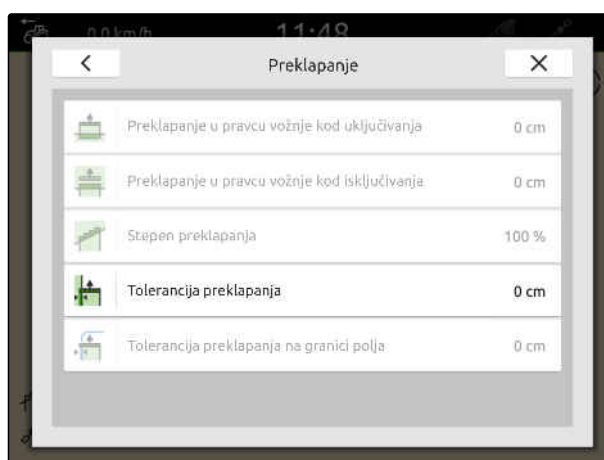 0.0 km/h 11:48
Preklapanje
Preklapanje u pravcu vožnje kod uključivanja 0 cm
Preklapanje u pravcu vožnje kod isključivanja 0 cm
Stepen preklapanja 100 %
Tolerancija preklapanja 0 cm
Tolerancija preklapanja na granici polja 0 cm